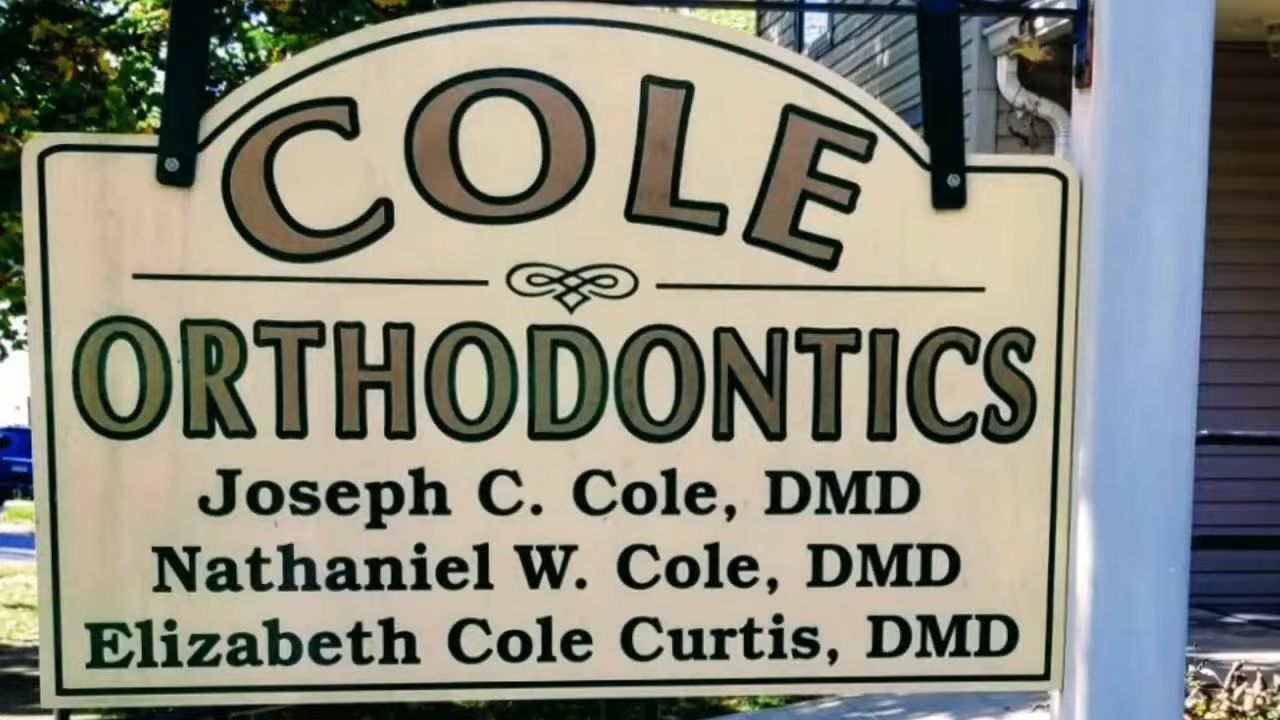 COLE
ORTHODONTICS
Joseph C. Cole, DMD
Nathaniel W. Cole, DMD
Elizabeth Cole Curtis, DMD